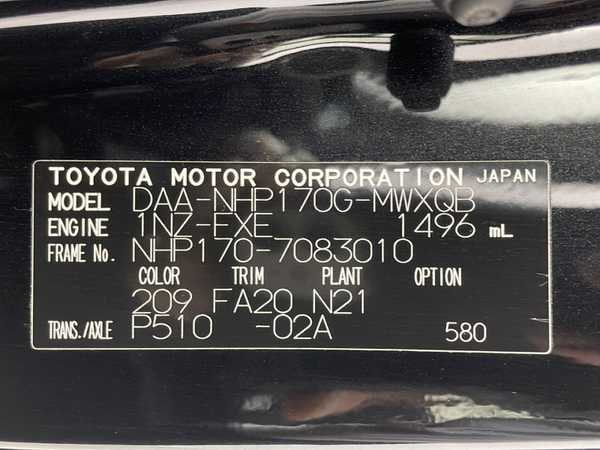 TOYOTA MOTOR CORPORATION JAPAN
MODEL DAA-NHP170G-MWXQB
ENGINE 1NZ-FXE 1496 mL
FRAME No. NHP170-7083010
COLOR TRIM PLANT OPTION
209 FA20 N21
TRANS./AXLE P510 -02A 580